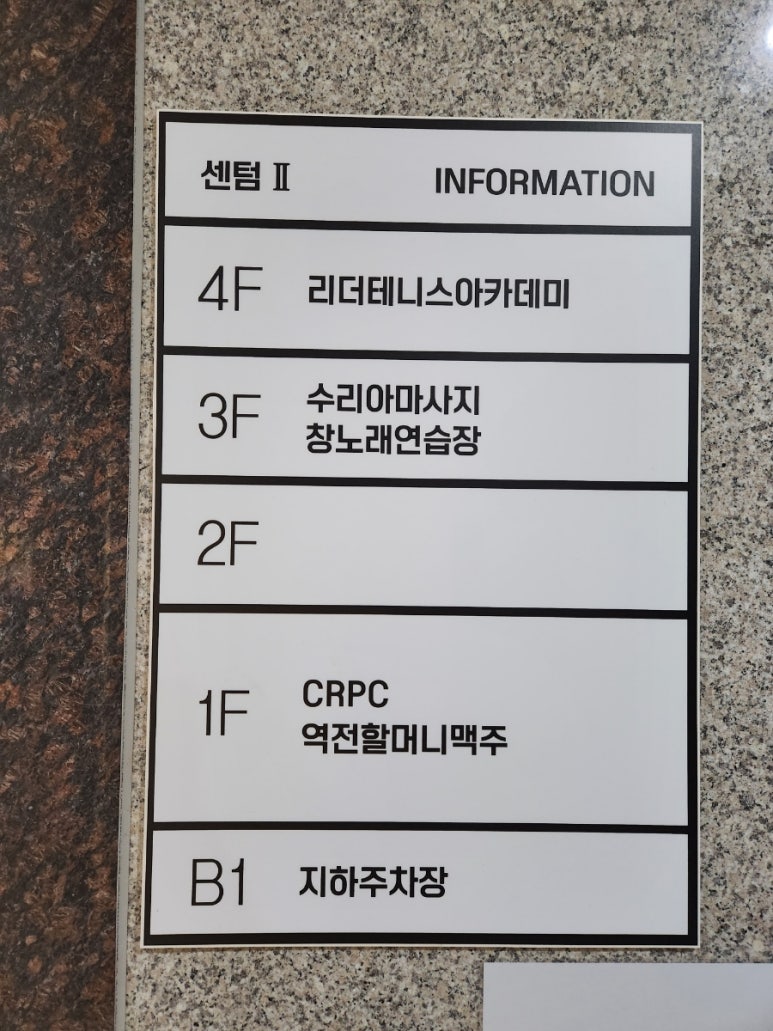 센텀 Ⅱ INFORMATION
4F 리더테니스아카데미
3F 수리아마사지
창노래연습장
2F
1F CRPC
역전할머니맥주
B1 지하주차장